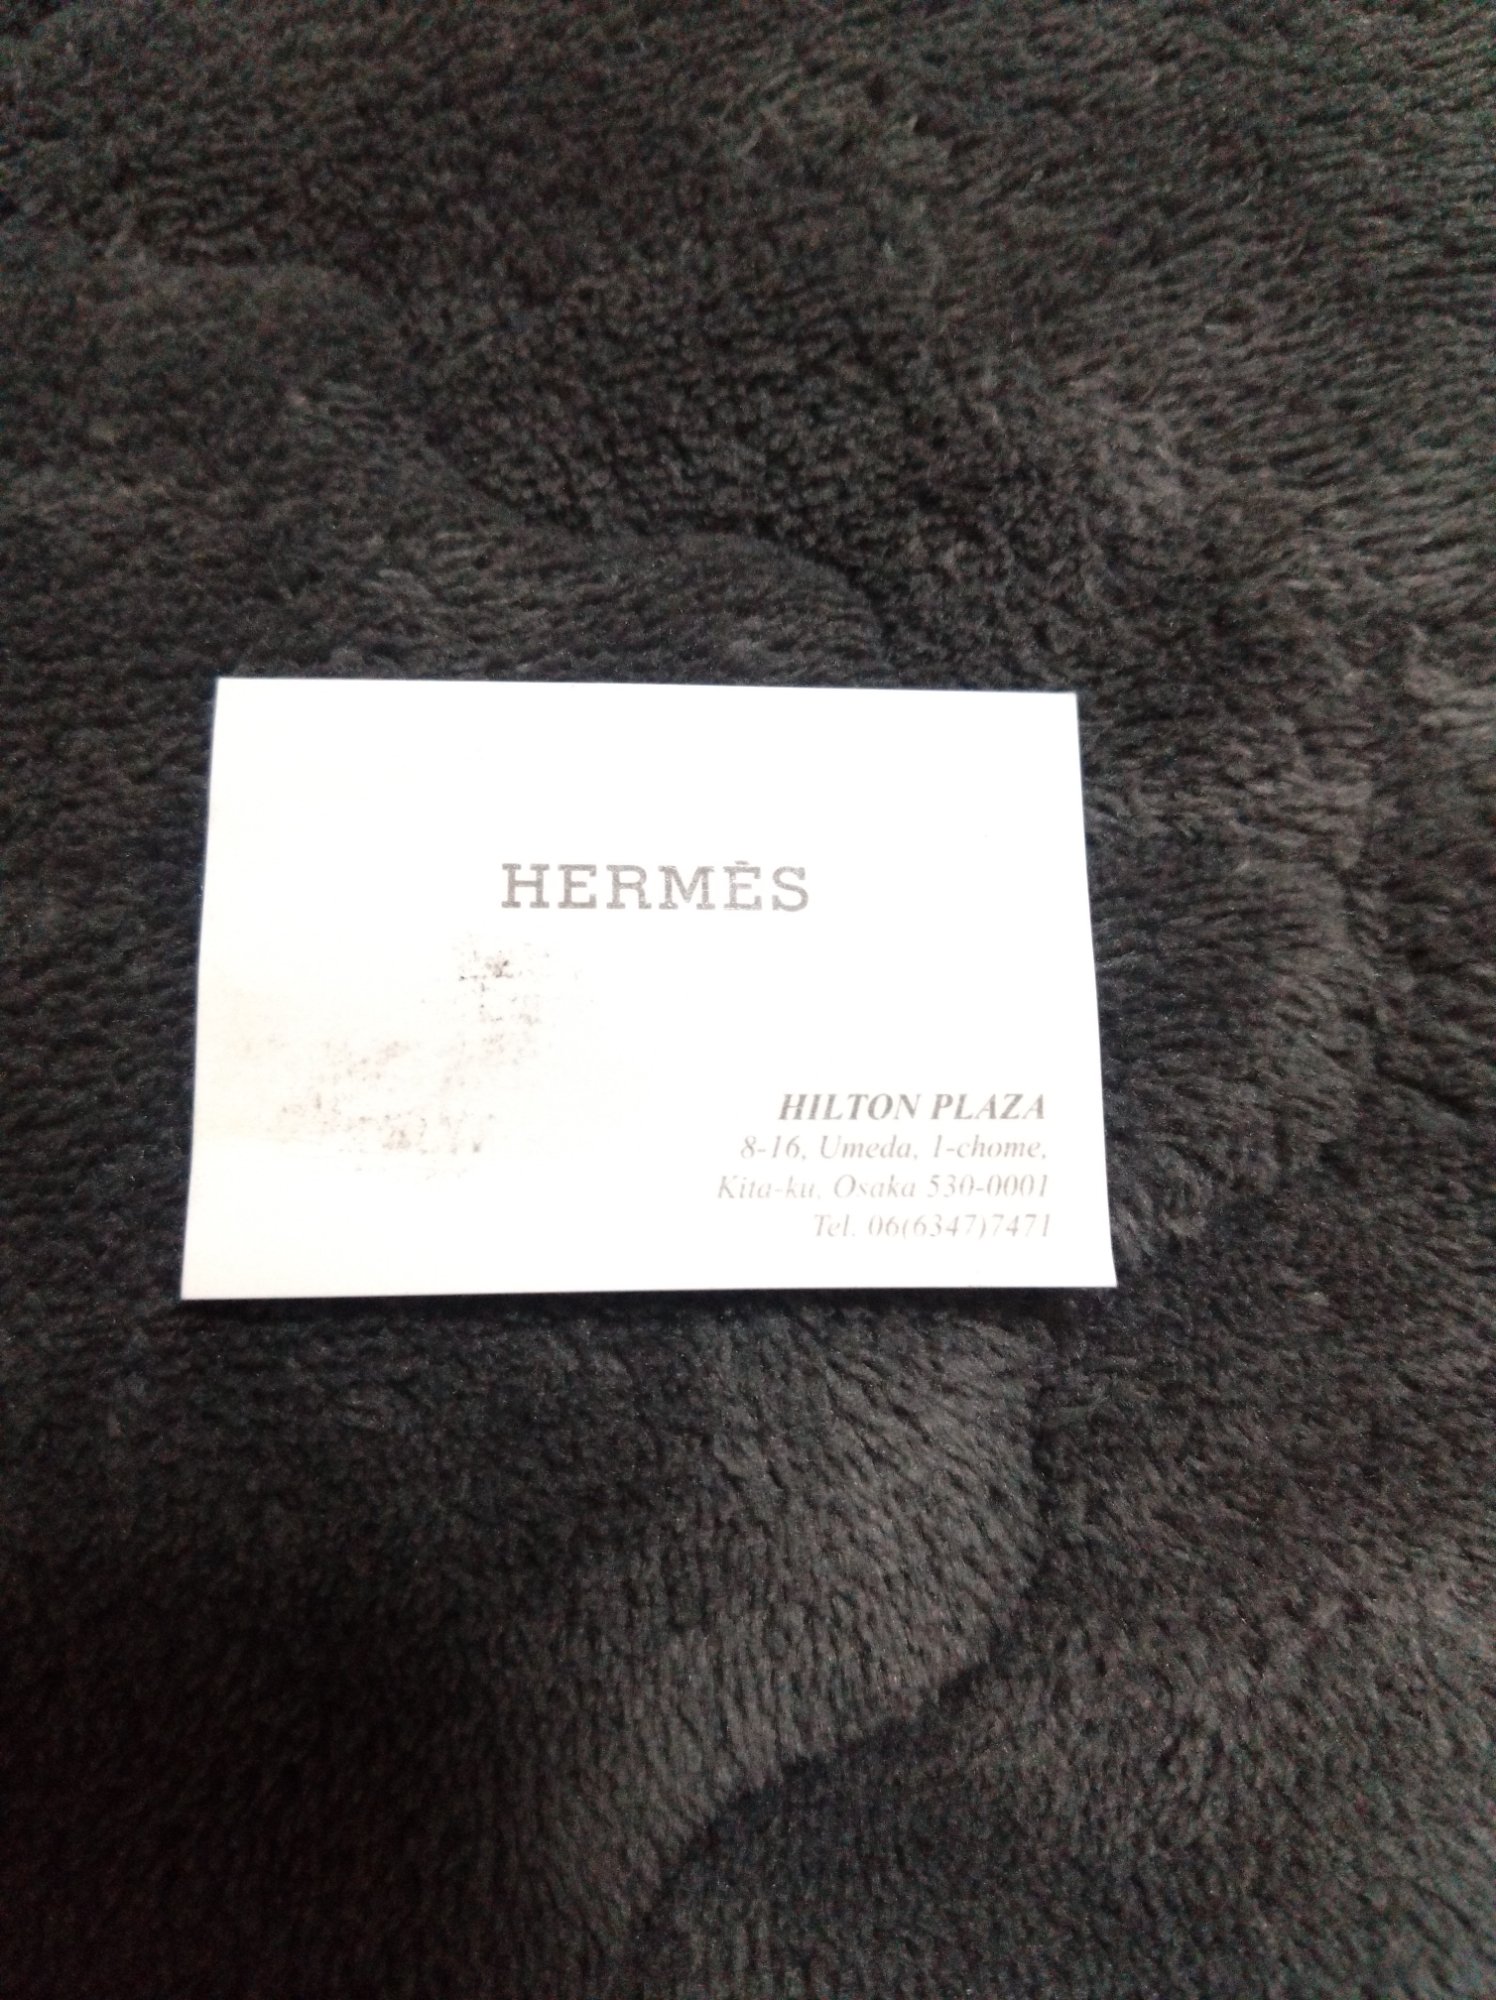 HERMÈS
HILTON PLAZA
8-16, Umeda, 1-chome,
Kita-ku, Osaka 530-0001
Tel. 06(6347)7471